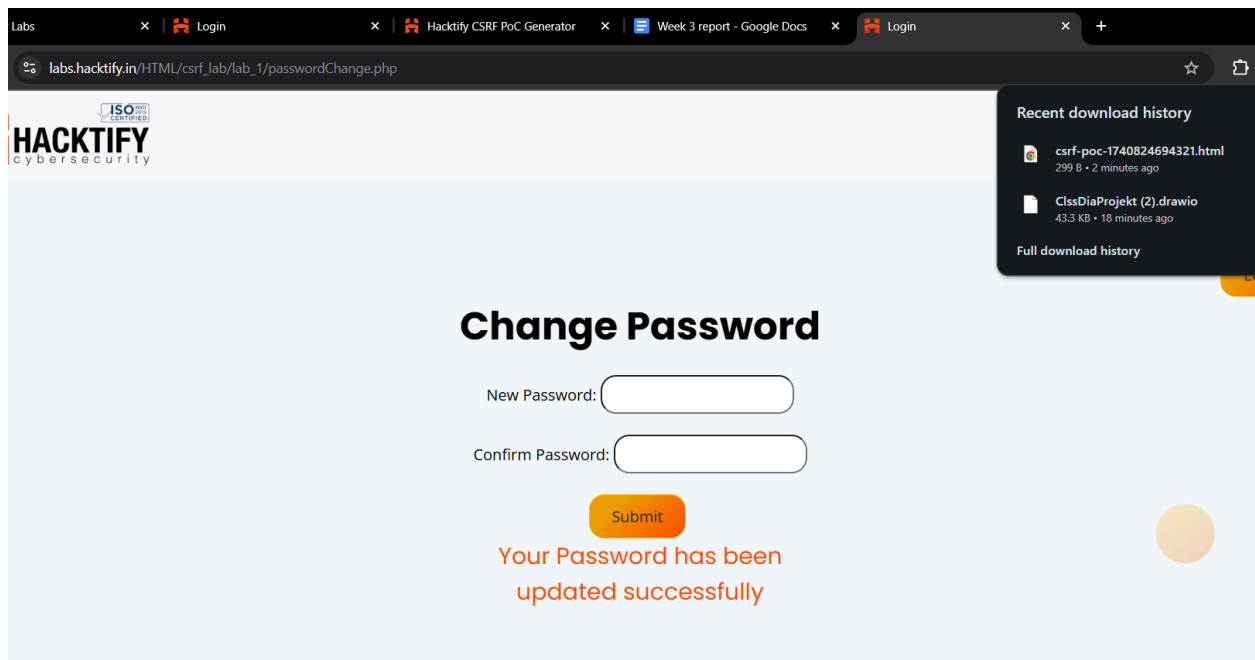 Labs
Login
Hacktify CSRF PoC Generator
Week 3 report - Google Docs
Login
labs.hacktify.in/HTML/csrf_lab/lab_1/passwordChange.php
ISO
CERTIFIED
HACKTIFY
cybersecurity
Recent download history
csrf-poc-1740824694321.html
299 B • 2 minutes ago
ClssDiaProjekt (2).drawio
43.3 KB • 18 minutes ago
Full download history
Change Password
New Password:
Confirm Password:
Submit
Your Password has been
updated successfully